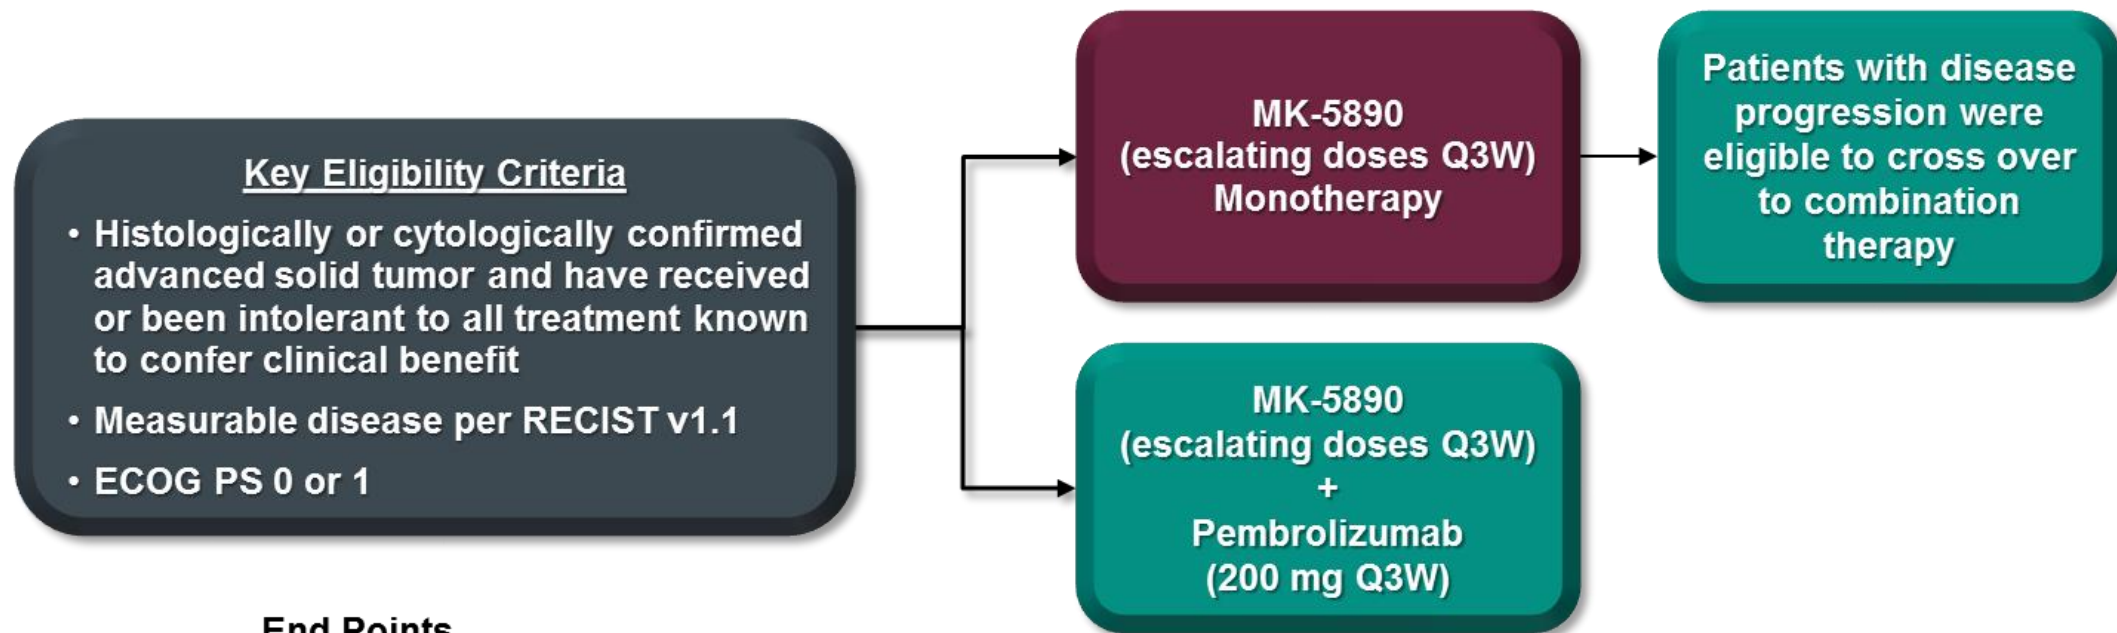 Key Eligibility Criteria
• Histologically or cytologically confirmed
advanced solid tumor and have received
or been intolerant to all treatment known
to confer clinical benefit
• Measurable disease per RECIST v1.1
• ECOG PS 0 or 1
MK-5890
(escalating doses Q3W)
Monotherapy
Patients with disease
progression were
eligible to cross over
to combination
therapy
MK-5890
(escalating doses Q3W)
+
Pembrolizumab
(200 mg Q3W)
End Points